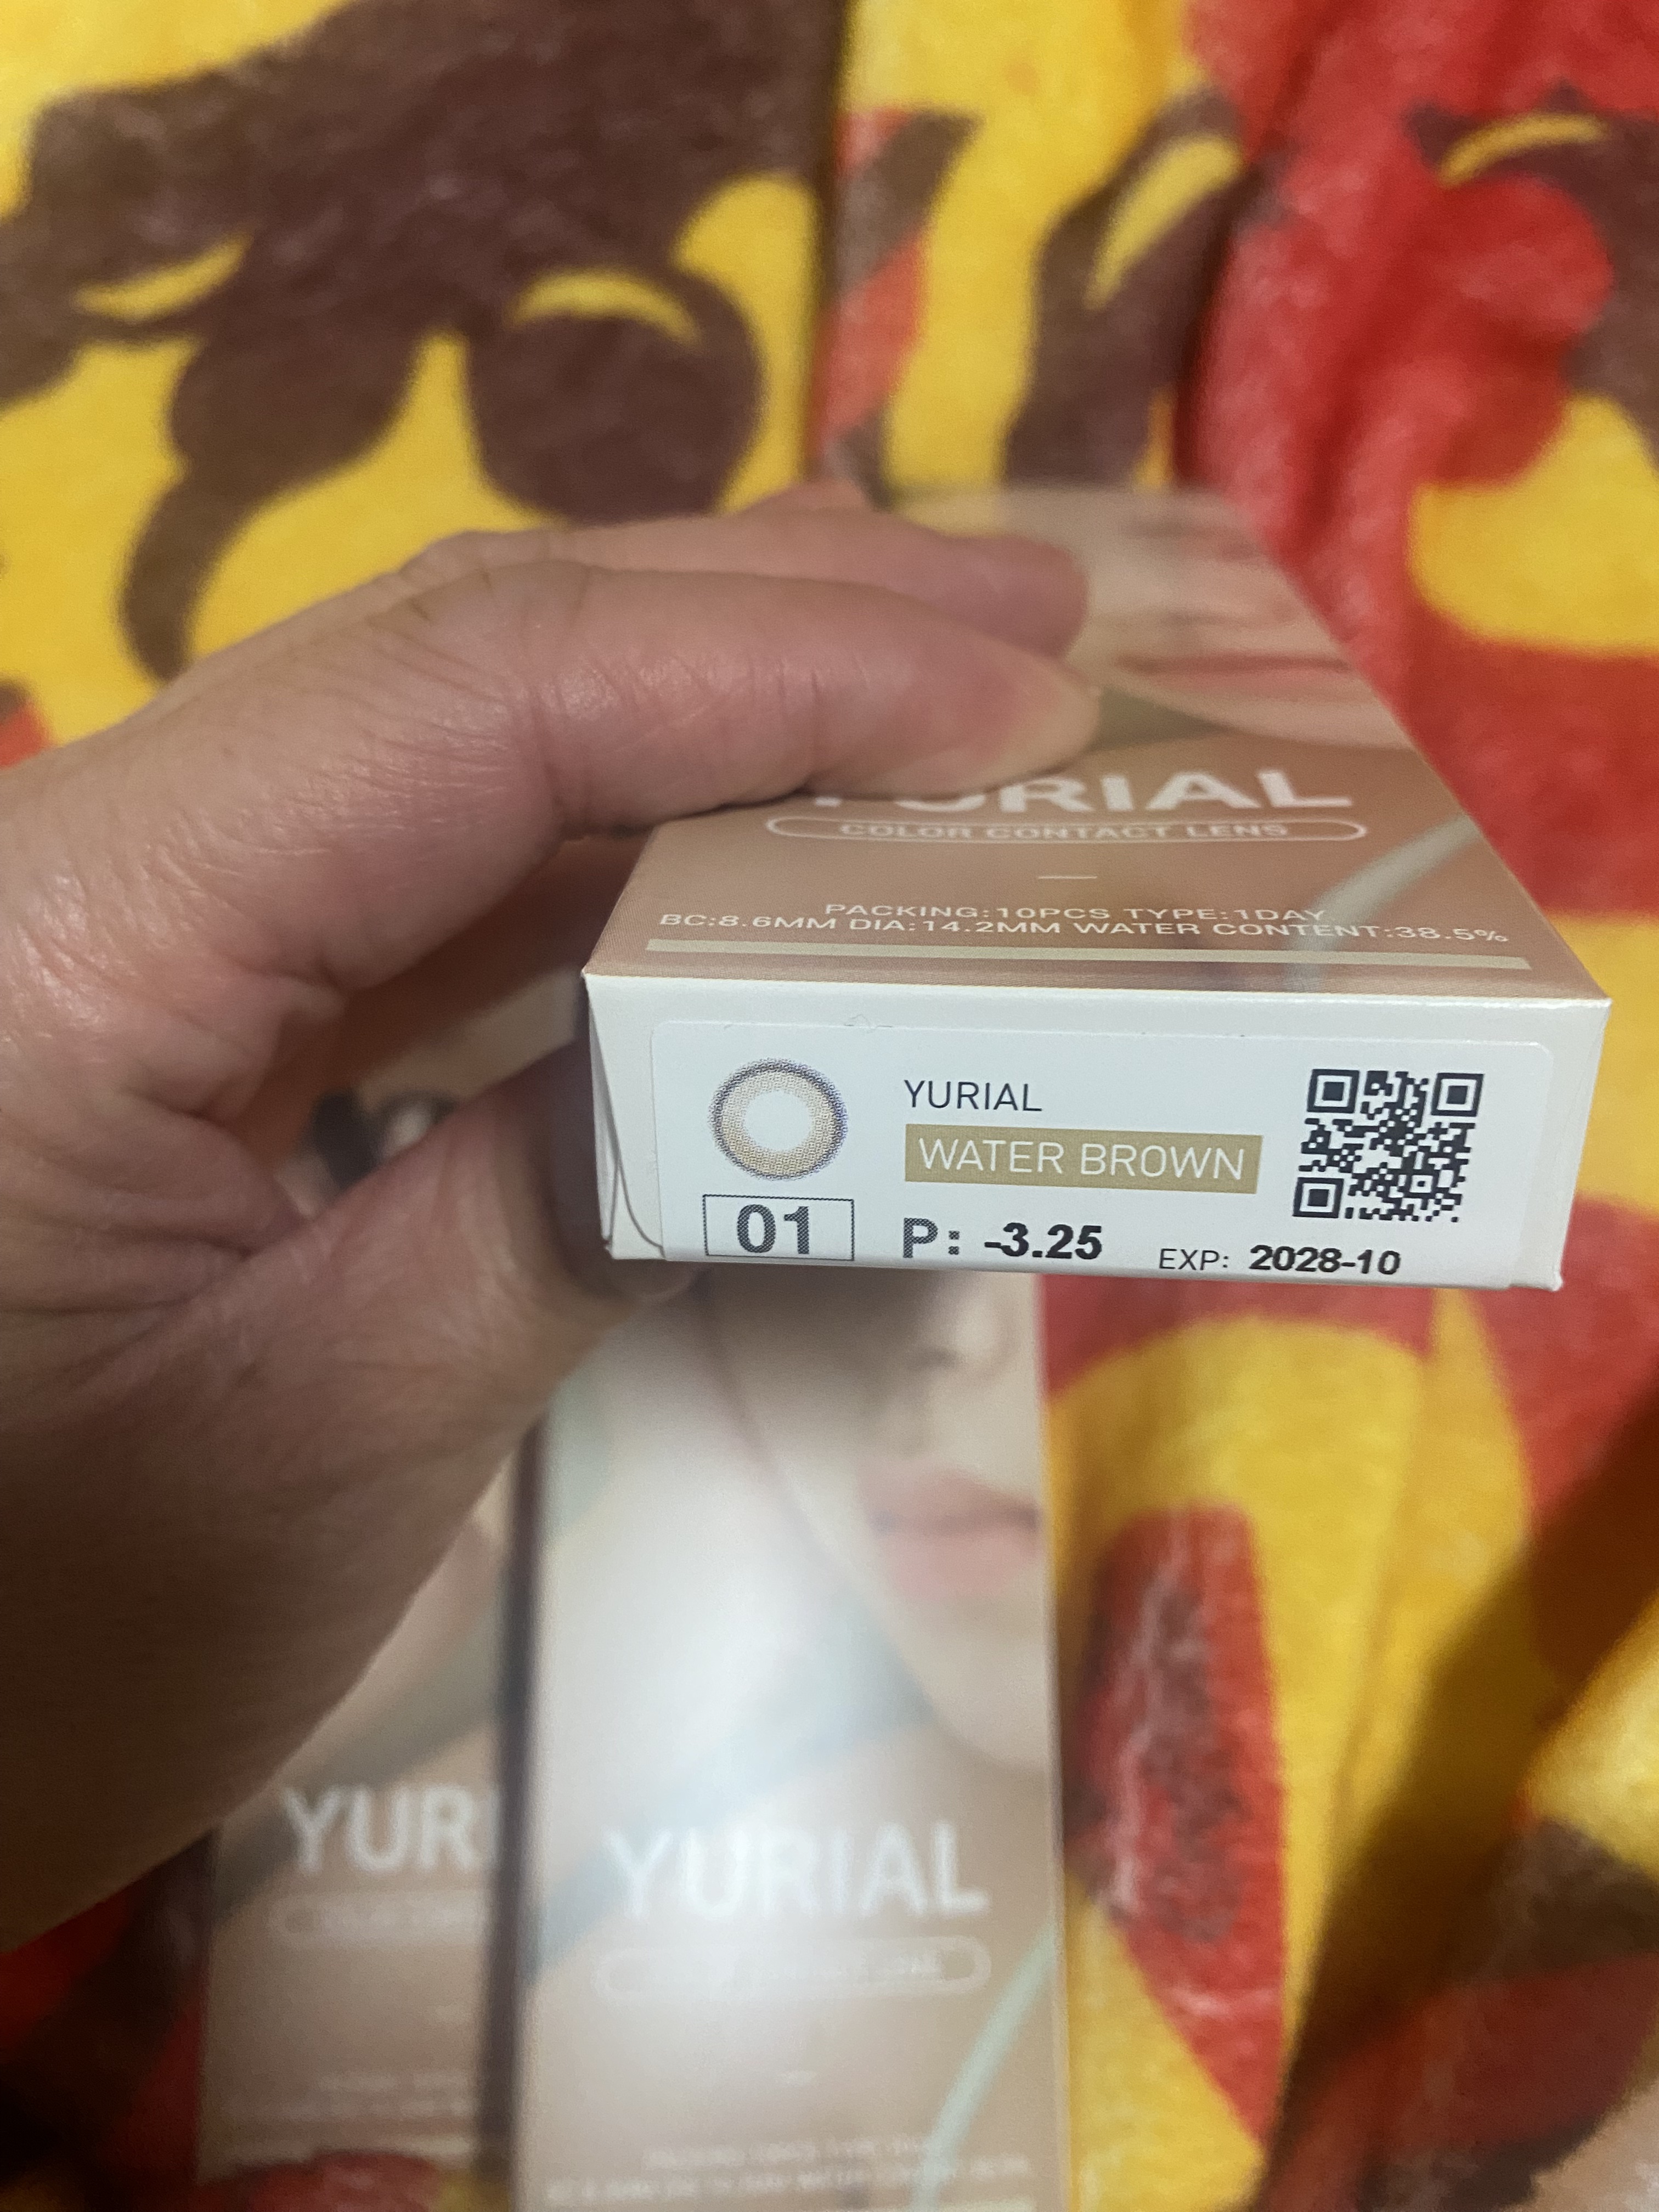 YURIAL
COLOR CONTACT LENS
PACKING:10PCS TYPE:1DAY
BC:8.6MM DIA:14.2MM WATER CONTENT:38.5%
YURIAL
WATER BROWN
01
P: -3.25
EXP: 2028-10
YUR
YURIAL